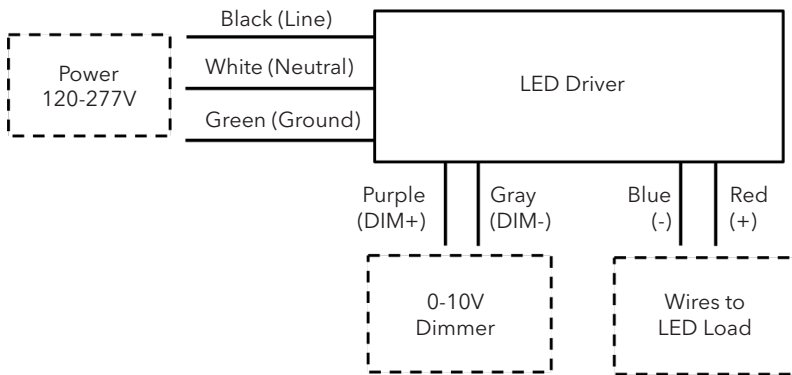 Black (Line)
Power
120-277V
White (Neutral)
Green (Ground)
LED Driver
Purple
(DIM+)
Gray
(DIM-)
Blue
(-)
Red
(+)
0-10V
Dimmer
Wires to
LED Load